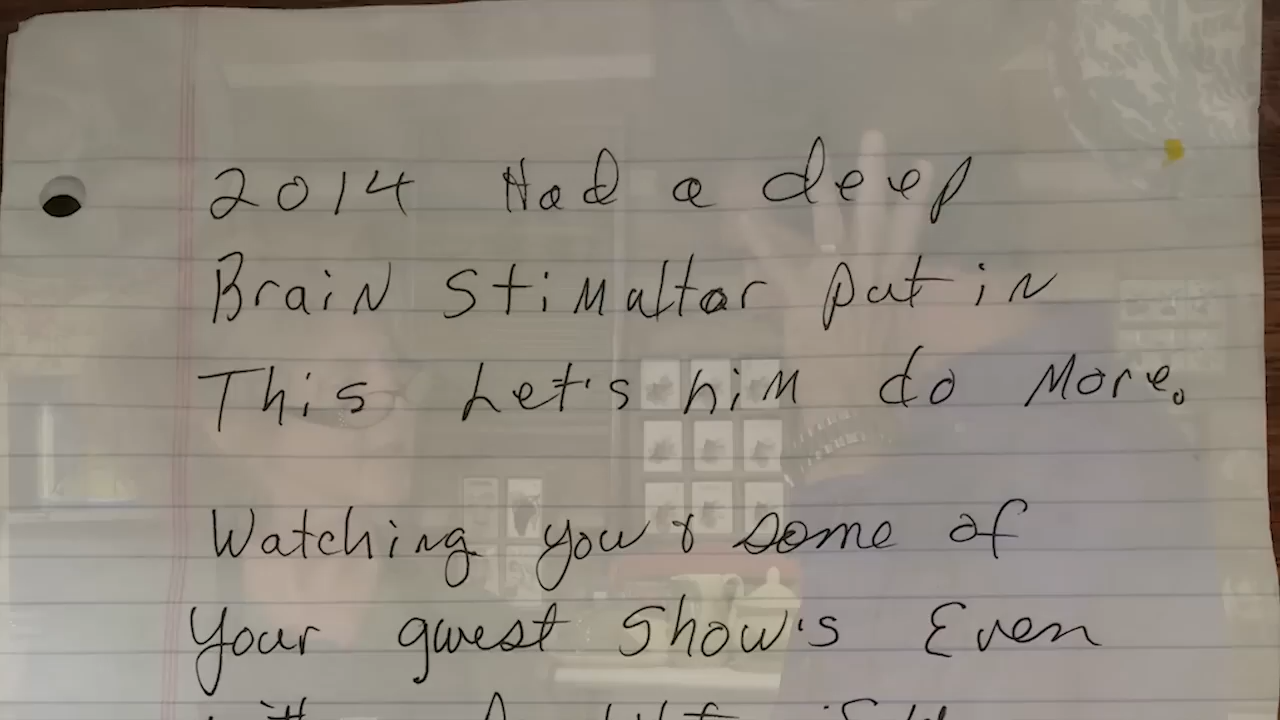 2014 Had a deep
Brain Stimaltor put in
This Let's him do More.
Watching you & some of
your guest Show's Even